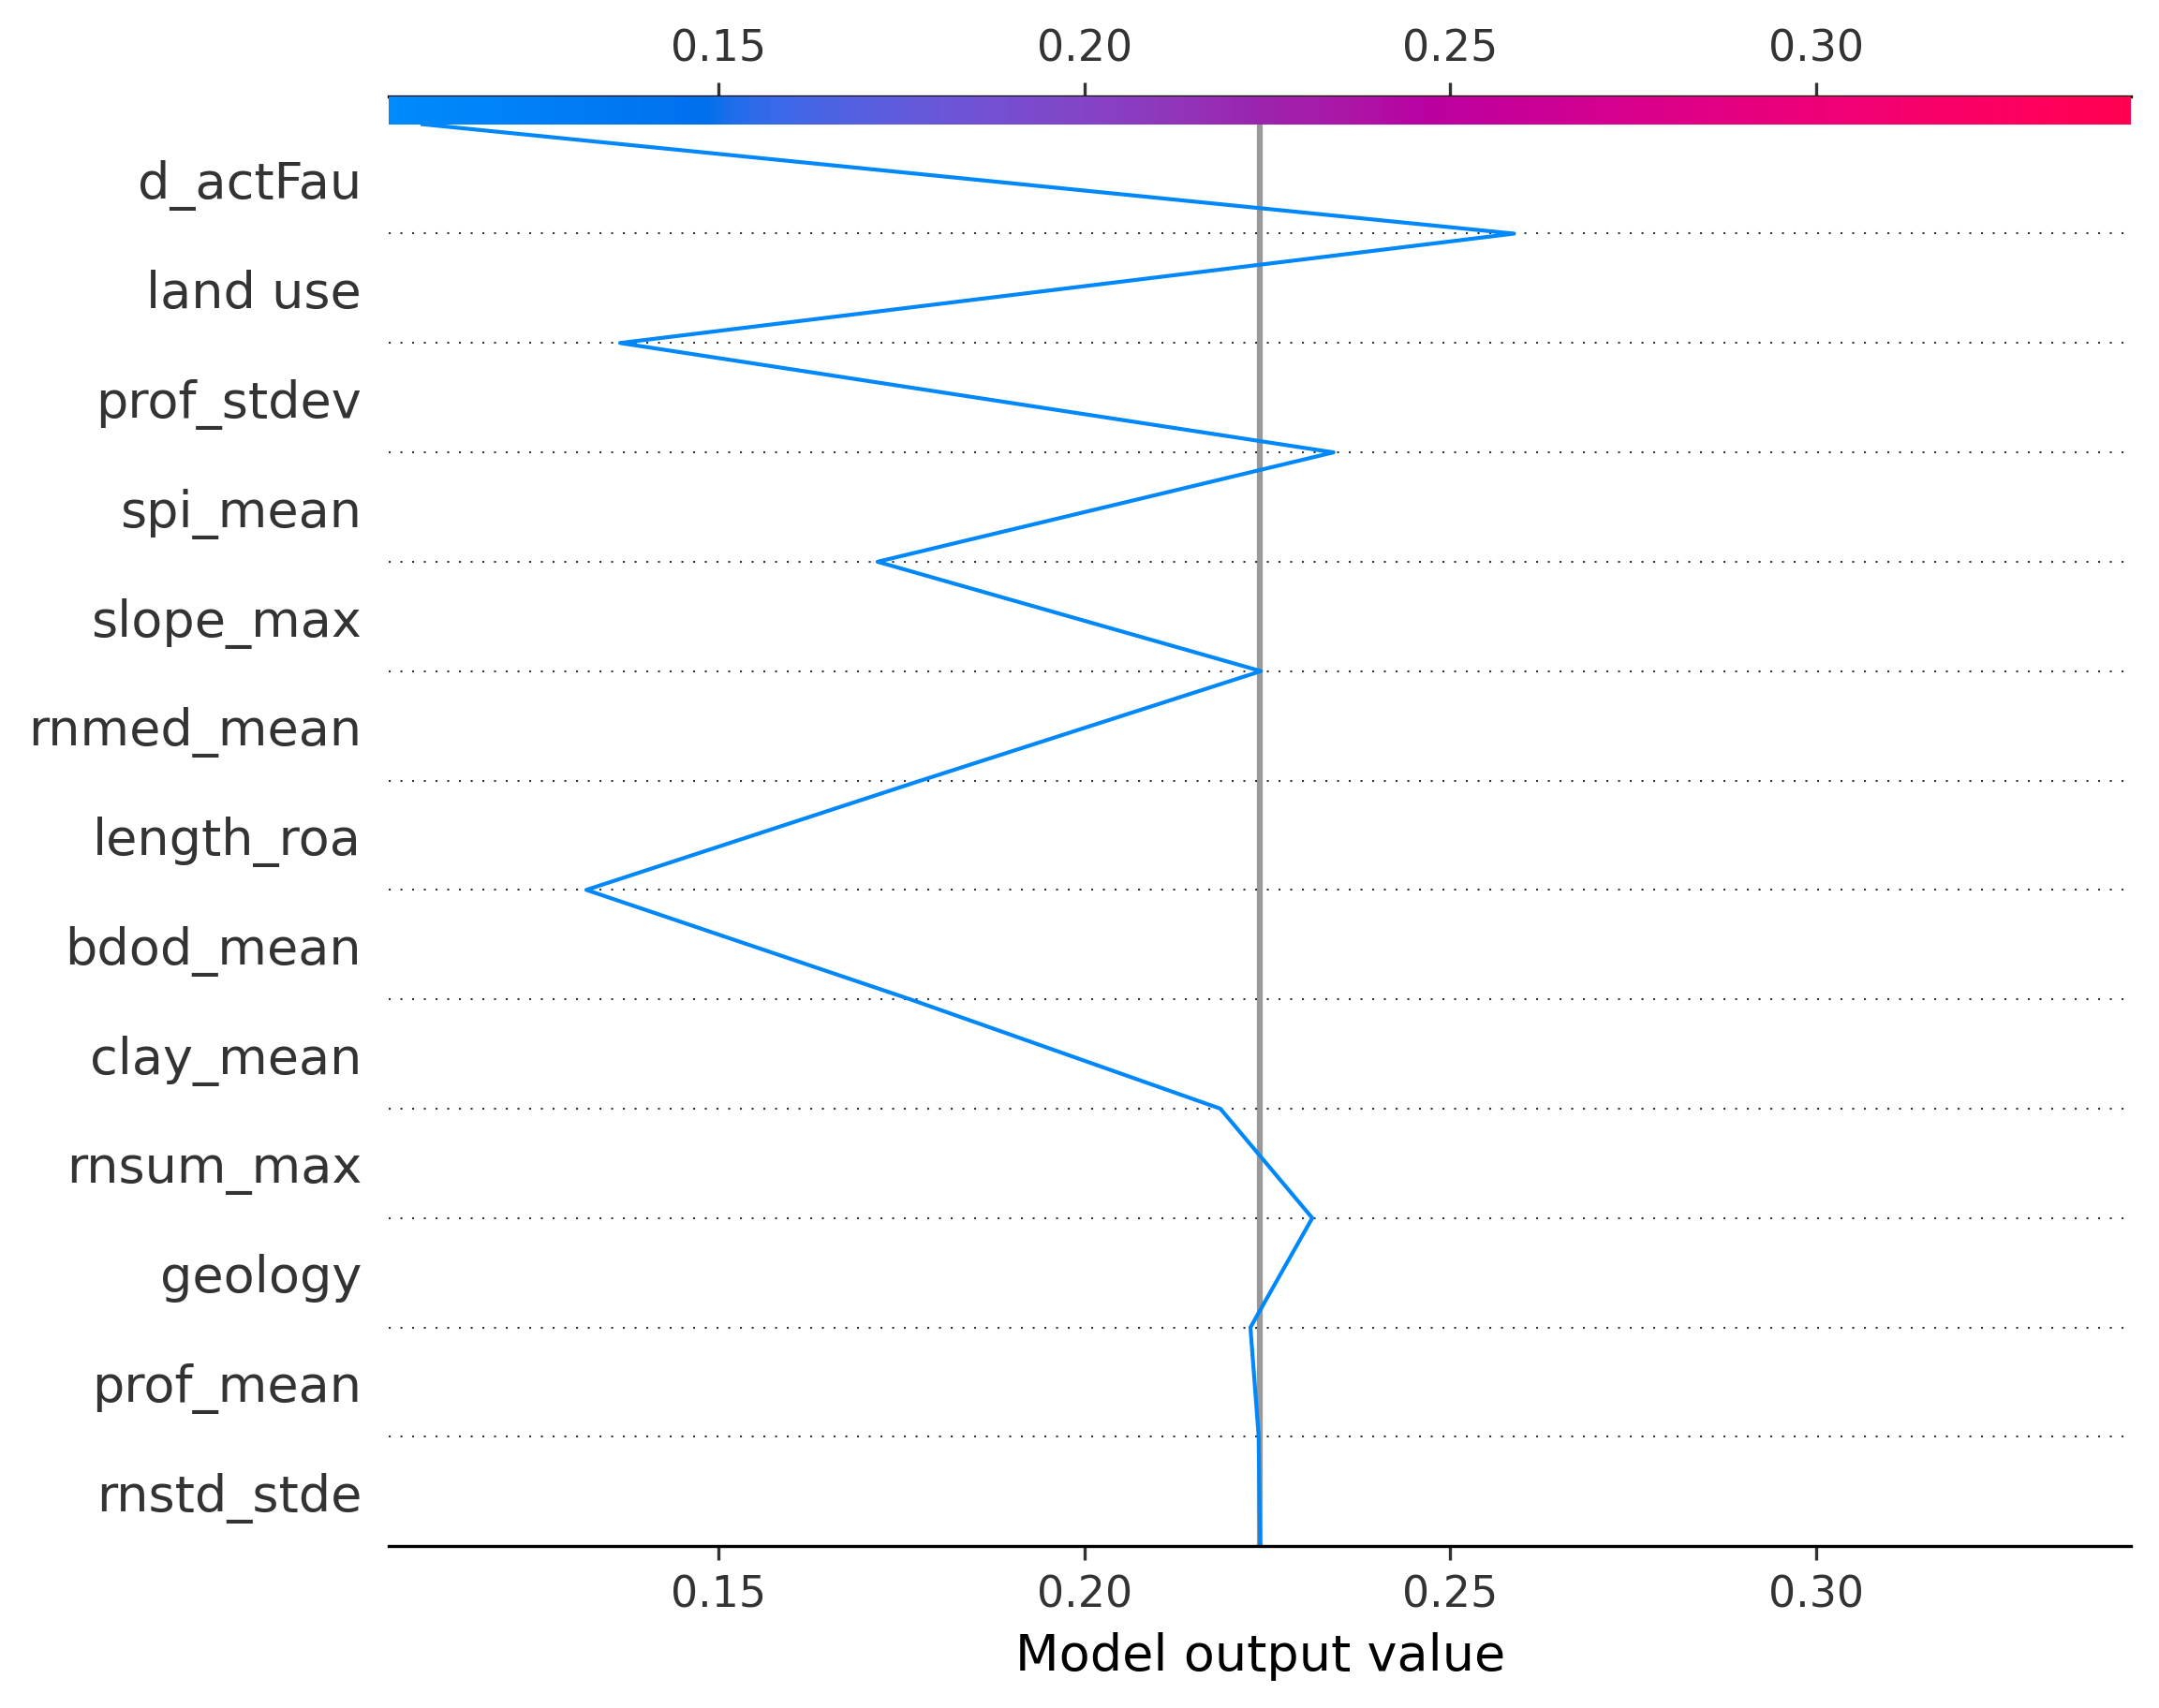 0.15 0.20 0.25 0.30
d_actFau
land use
prof_stdev
spi_mean
slope_max
rnmed_mean
length_roa
bdod_mean
clay_mean
rnsum_max
geology
prof_mean
rnstd_stde
0.15 0.20 0.25 0.30
Model output value